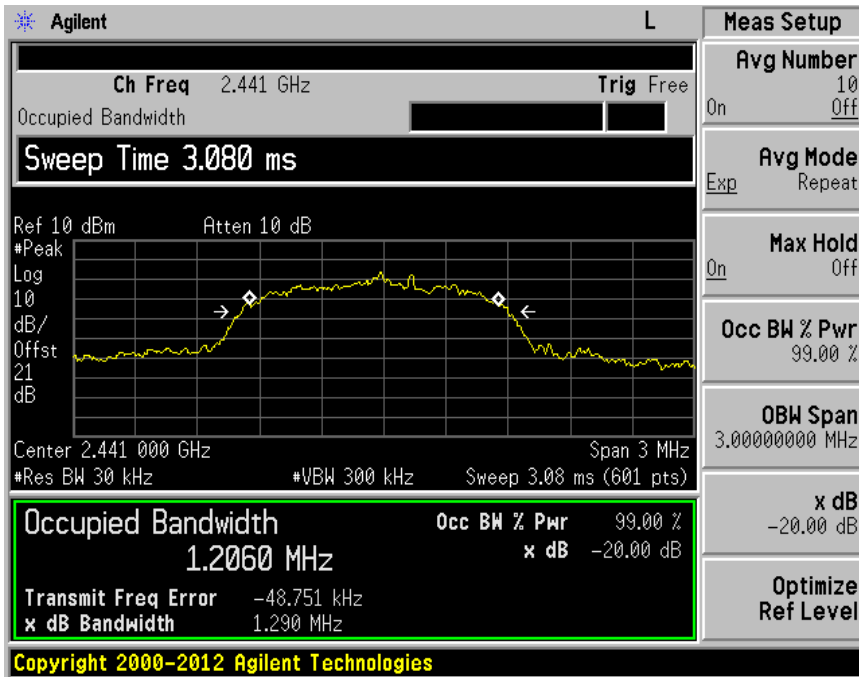 Agilent L Meas Setup
Ch Freq 2.441 GHz Trig Free
Occupied Bandwidth
Sweep Time 3.080 ms
Ref 10 dBm Atten 10 dB
#Peak
Log
10
dB/
Offst
21
dB
Center 2.441 000 GHz Span 3 MHz
#Res BW 30 kHz #VBW 300 kHz Sweep 3.08 ms (601 pts)
Occupied Bandwidth Occ BW % Pwr 99.00 %
1.2060 MHz x dB -20.00 dB
Transmit Freq Error -48.751 kHz
x dB Bandwidth 1.290 MHz
Avg Number
10
On Off
Avg Mode
Exp Repeat
Max Hold
On Off
Occ BW % Pwr
99.00 %
OBW Span
3.00000000 MHz
x dB
-20.00 dB
Optimize
Ref Level
Copyright 2000-2012 Agilent Technologies